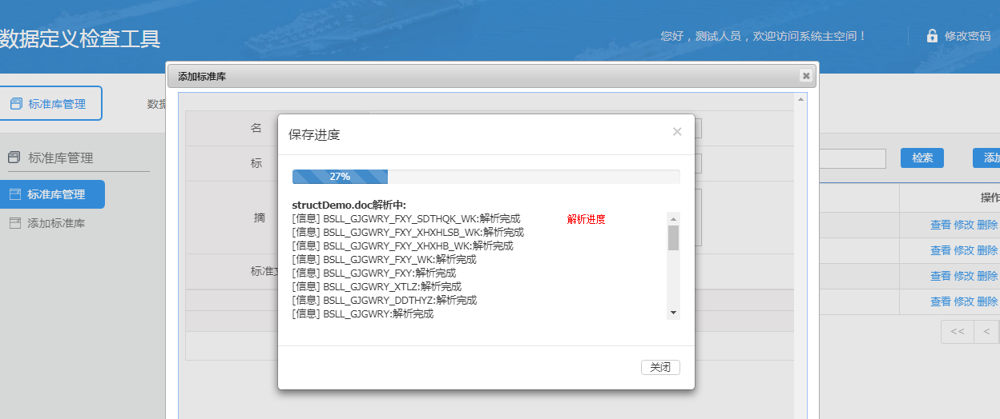 数据定义检查工具
您好，测试人员，欢迎访问系统主空间！
修改密码
添加标准库
标准库管理
数据
名
保存进度
标准库管理
检索
添加
标
27%
标准库管理
操作
structDemo.doc解析中:
[信息] BSLL_GJGWRY_FXY_SDTHQK_WK:解析完成
解析进度
摘
添加标准库
查看 修改 删除
[信息] BSLL_GJGWRY_FXY_XHXHLSB_WK:解析完成
[信息] BSLL_GJGWRY_FXY_XHXHB_WK:解析完成
查看 修改 删除
[信息] BSLL_GJGWRY_FXY_WK:解析完成
[信息] BSLL_GJGWRY_FXY:解析完成
标准文
查看 修改 删除
[信息] BSLL_GJGWRY_XTLZ:解析完成
[信息] BSLL_GJGWRY_DDTHYZ:解析完成
查看 修改 删除
[信息] BSLL_GJGWRY:解析完成
<< <
关闭